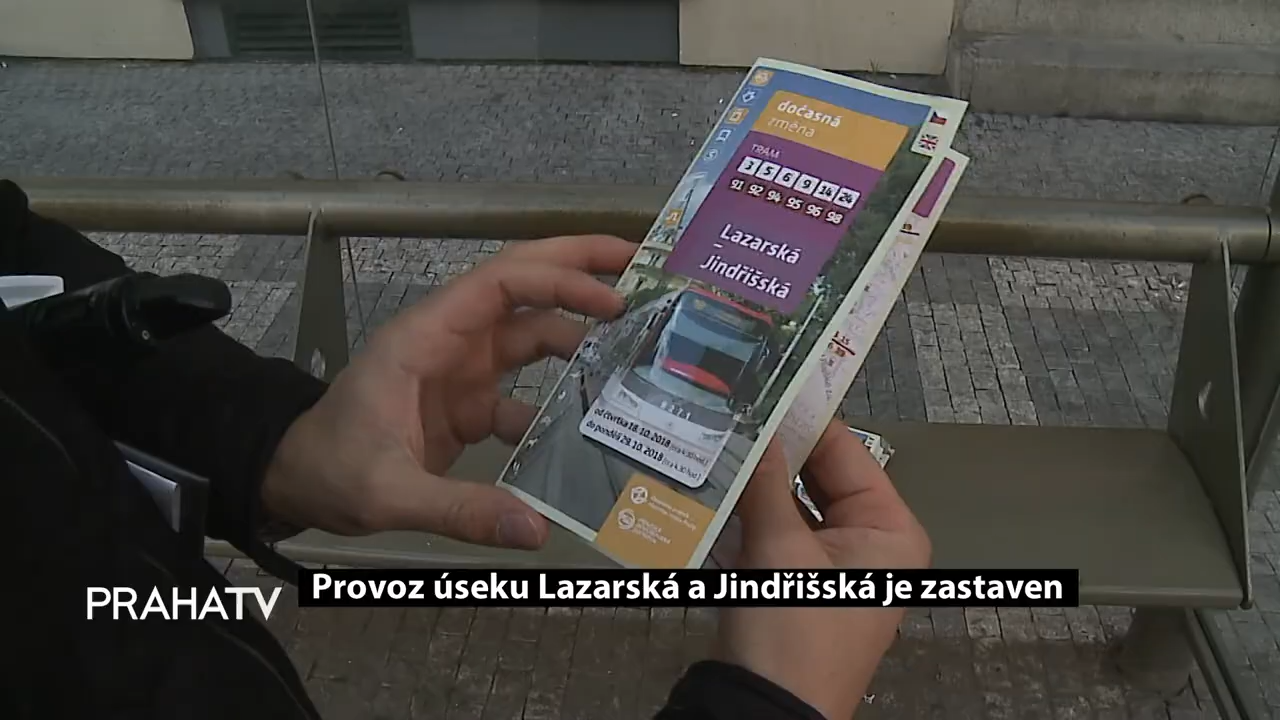 dočasná
změna
TRAM
3 5 6 9 14 24
91 92 94 95 96 98
Lazarská
–
Jindřišská
od čtvrtka 18. 10. 2018
do pondělí 29. 10. 2018
PRAHATV
Provoz úseku Lazarská a Jindřišská je zastaven